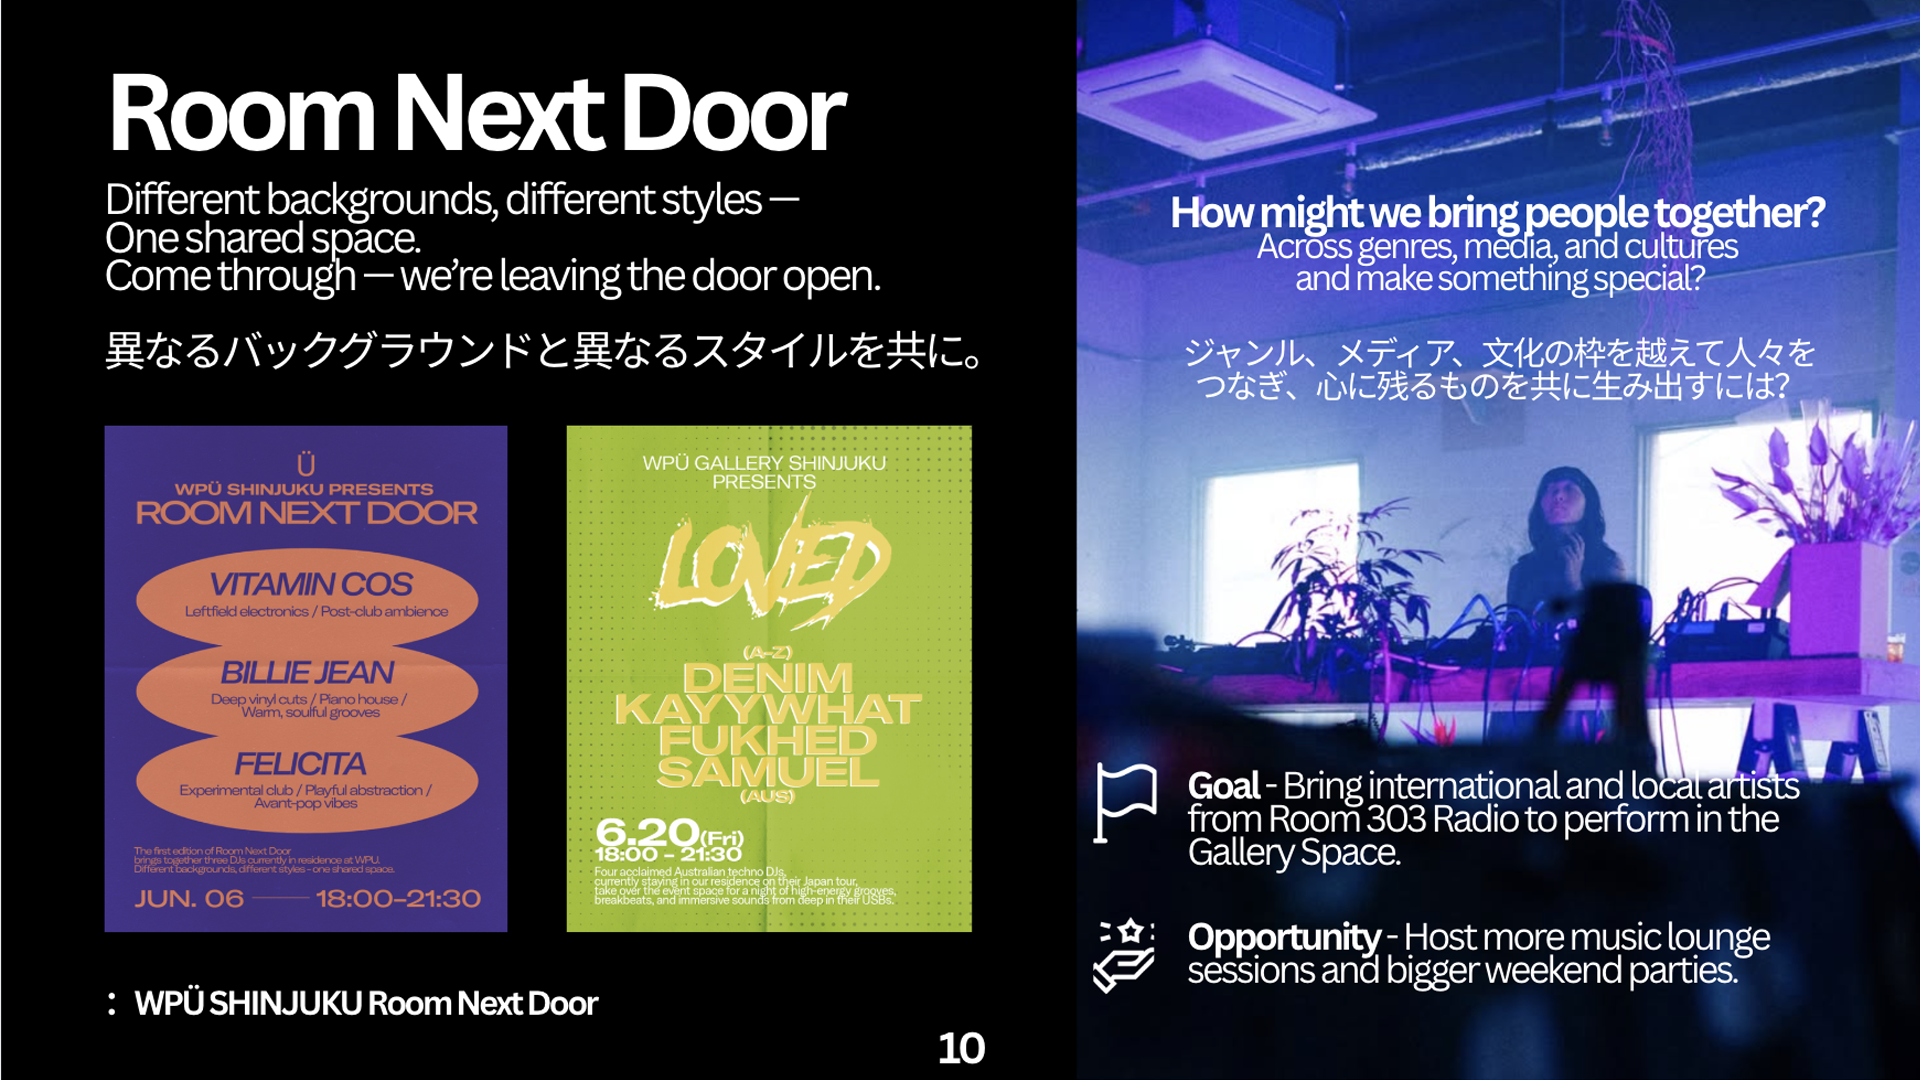 Room Next Door
Different backgrounds, different styles —
One shared space.
Come through — we’re leaving the door open.
異なるバックグラウンドと異なるスタイルを共に。
Ü
WPÜ SHINJUKU PRESENTS
ROOM NEXT DOOR
VITAMIN COS
Leftfield electronics / Post-club ambience
BILLIE JEAN
Deep vinyl cuts / Piano house /
Warm, soulful grooves
FELICITA
Experimental club / Playful abstraction /
Avant-pop vibes
The first edition of Room Next Door
brings together three DJs currently in residence at WPU.
Different backgrounds, different styles - one shared space.
JUN. 06 —— 18:00–21:30
WPÜ GALLERY SHINJUKU
PRESENTS
LOVED
(A-Z)
DENIM
KAYYWHAT
FUKHED
SAMUEL
(AUS)
6.20(Fri)
18:00 - 21:30
Four acclaimed Australian techno DJs,
currently staying in our residence on their Japan tour,
take over the event space for a night of high-energy grooves,
breakbeats, and immersive sounds from deep in their USBs.
: WPÜ SHINJUKU Room Next Door
10
How might we bring people together?
Across genres, media, and cultures
and make something special?
ジャンル、メディア、文化の枠を越えて人々を
つなぎ、心に残るものを共に生み出すには?
Goal - Bring international and local artists
from Room 303 Radio to perform in the
Gallery Space.
Opportunity - Host more music lounge
sessions and bigger weekend parties.